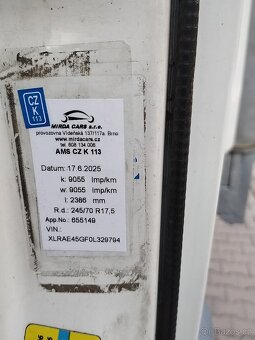 CZ
K
113
MIRDA CARS s.r.o.
provozovna Vídeňská 137/117a, Brno
www.mirdacars.cz
tel: 608 134 006
AMS CZ K 113
Datum: 17.6.2025
k: 9055 Imp/km
w: 9055 Imp/km
l: 2386 mm
R.d.: 245/70 R17,5
App.No.: 655149
VIN.:
XLRAE45GF0L329794